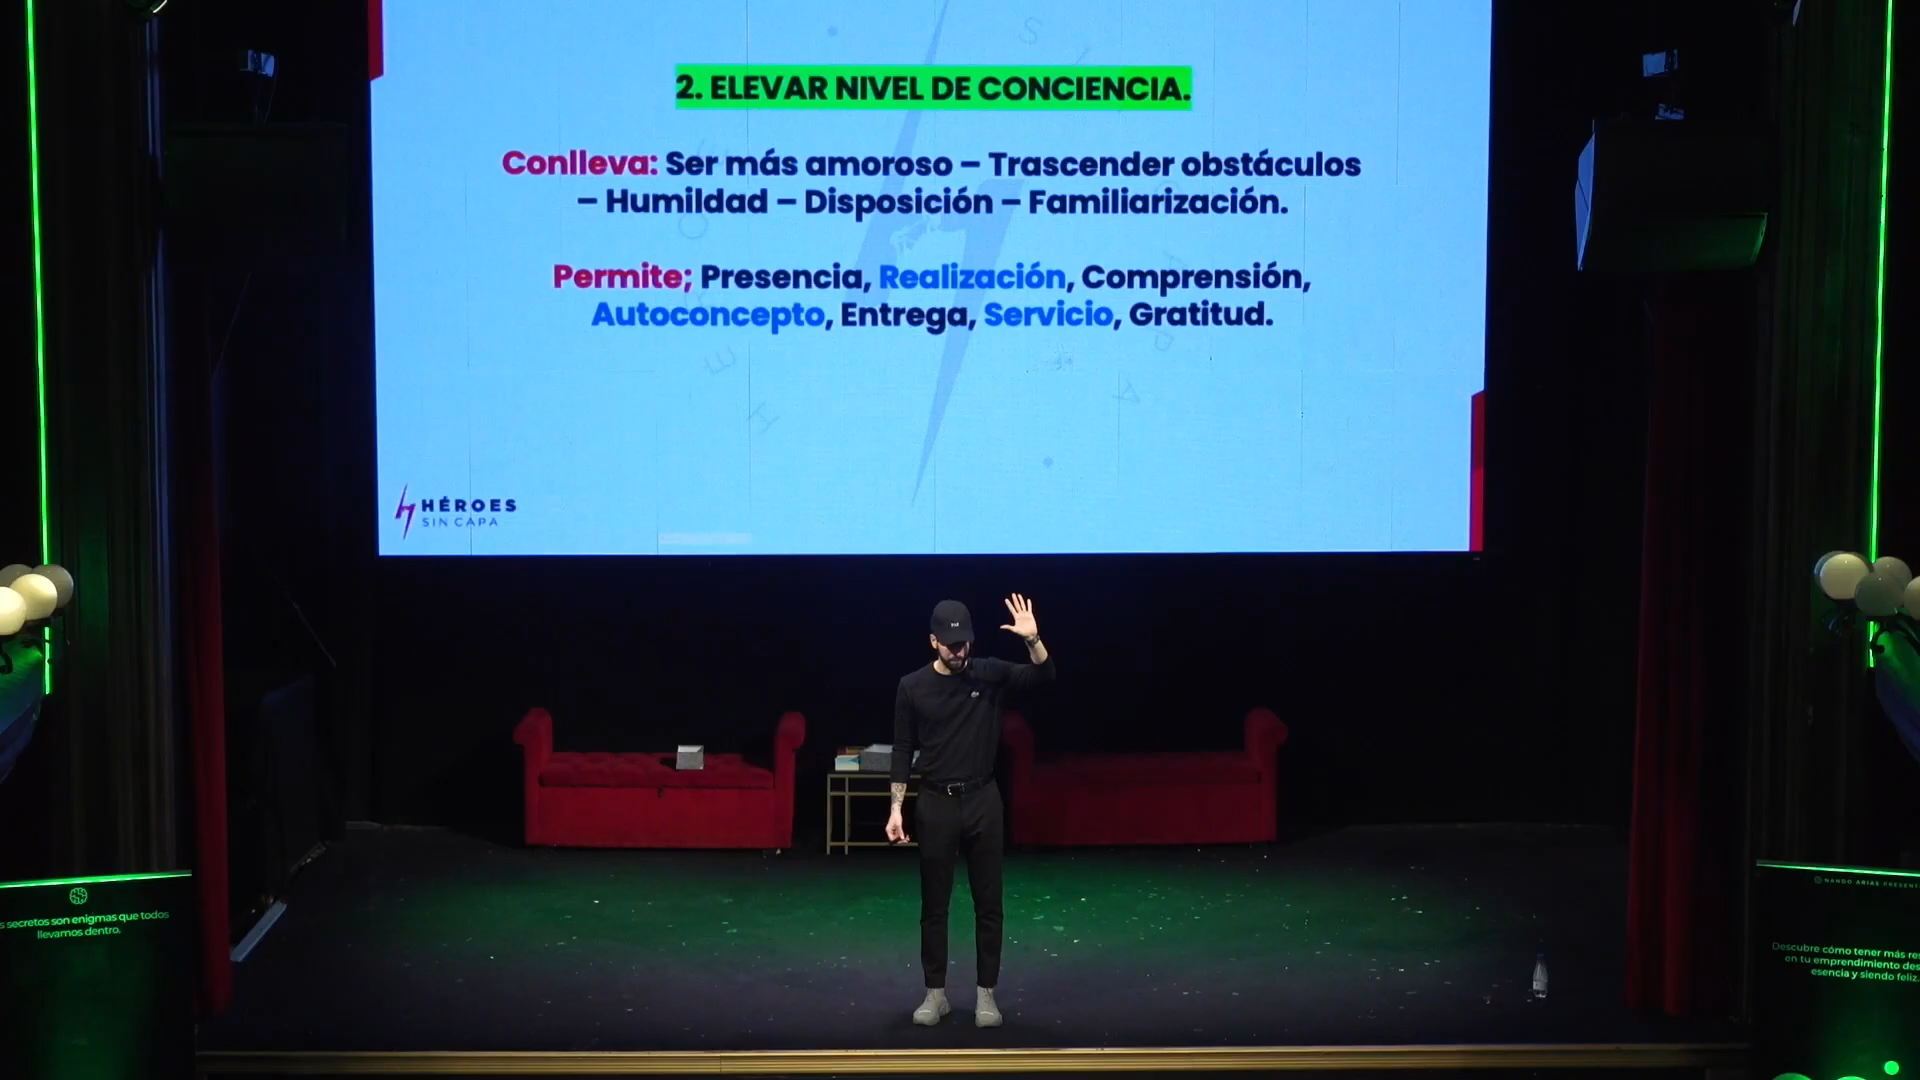 2. ELEVAR NIVEL DE CONCIENCIA.
Conlleva: Ser más amoroso – Trascender obstáculos
– Humildad – Disposición – Familiarización.
Permite; Presencia, Realización, Comprensión,
Autoconcepto, Entrega, Servicio, Gratitud.
HÉROES
SIN CAPA
secretos son enigmas que todos
llevamos dentro.
NANDO ARIAS
Descubre cómo tener más
en tu emprendimiento
esencia y siendo feliz.